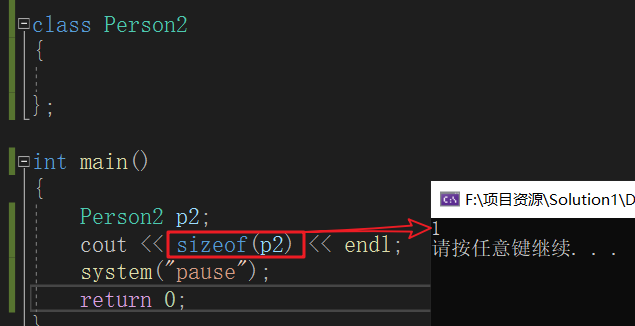 class Person2
{
};
int main()
{
Person2 p2;
cout << sizeof(p2) << endl;
system("pause");
return 0;
}
F:\项目资源\Solution1\D
1
请按任意键继续. . .